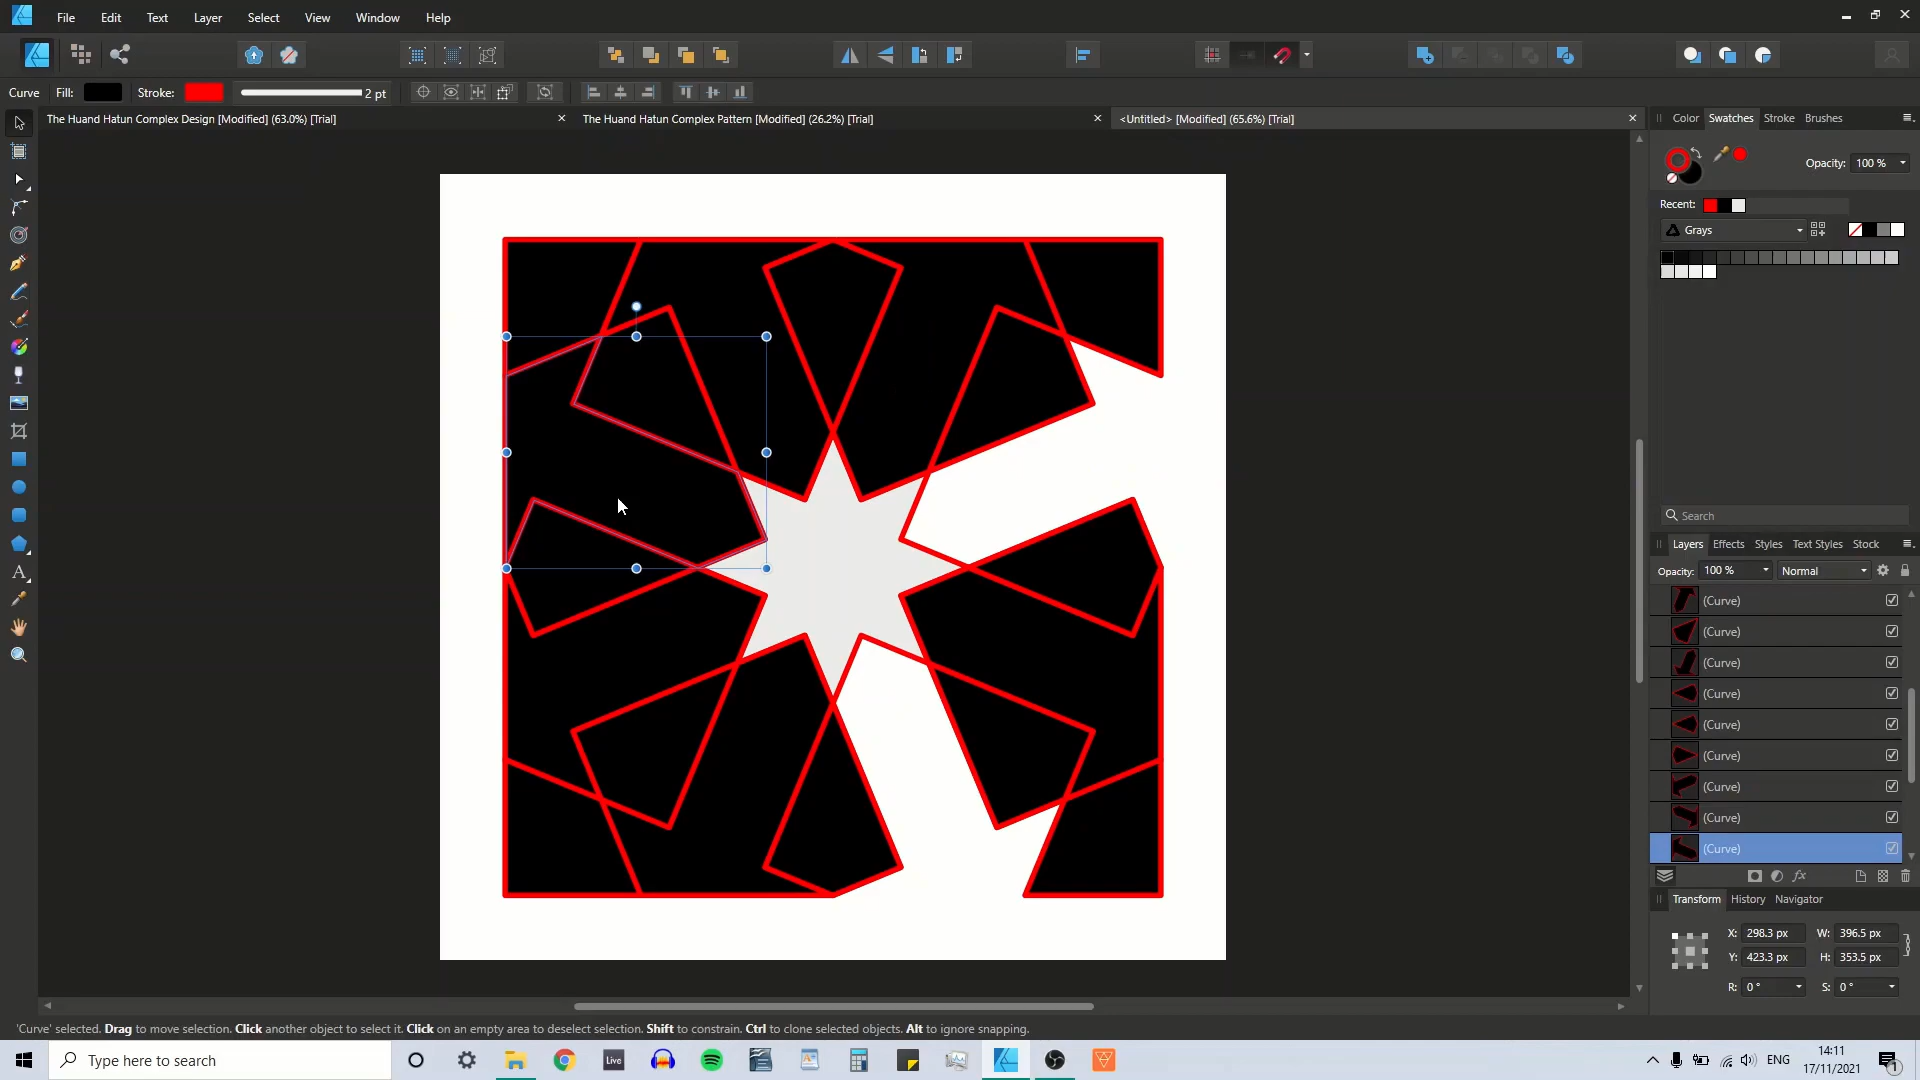 File Edit Text Layer Select View Window Help
Curve Fill: Stroke: 2 pt
The Huand Hatun Complex Design [Modified] (63.0%) [Trial]
The Huand Hatun Complex Pattern [Modified] (26.2%) [Trial]
<Untitled> [Modified] (65.6%) [Trial]
Color Swatches Stroke Brushes
Opacity: 100 %
Recent:
Grays
Search
Layers Effects Styles Text Styles Stock
Opacity: 100 % Normal
(Curve)
(Curve)
(Curve)
(Curve)
(Curve)
(Curve)
(Curve)
(Curve)
(Curve)
Transform History Navigator
X: 298.3 px W: 396.5 px
Y: 423.3 px H: 353.5 px
R: 0 ° S: 0 °
'Curve' selected. Drag to move selection. Click another object to select it. Click on an empty area to deselect selection. Shift to constrain. Ctrl to clone selected objects. Alt to ignore snapping.
Type here to search
Live
ENG
14:11
17/11/2021
1